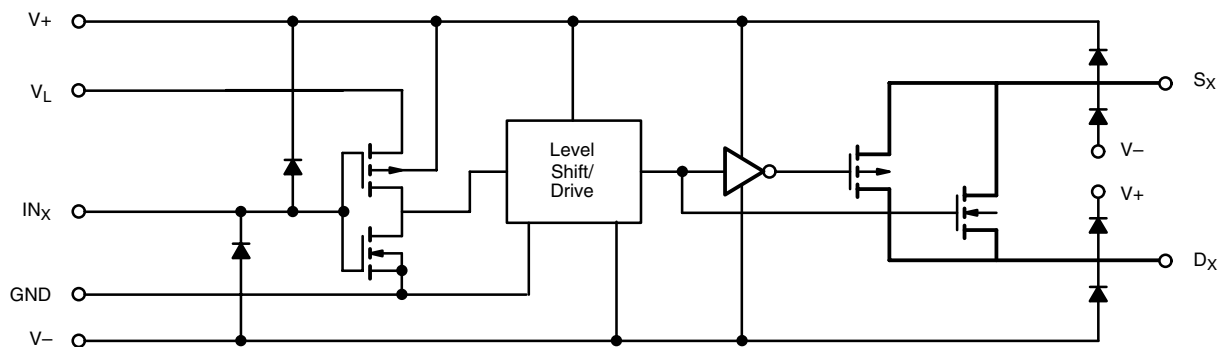 V+
VL
INX
GND
V−
Level
Shift/
Drive
SX
V−
V+
DX